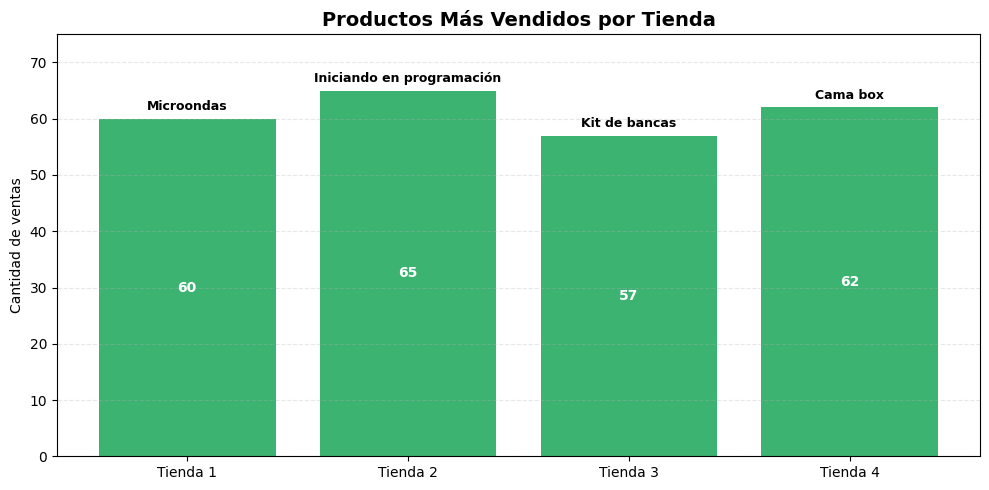 Productos Más Vendidos por Tienda
Cantidad de ventas
70
60
50
40
30
20
10
0
Microondas
Iniciando en programación
Kit de bancas
Cama box
60
65
57
62
Tienda 1
Tienda 2
Tienda 3
Tienda 4